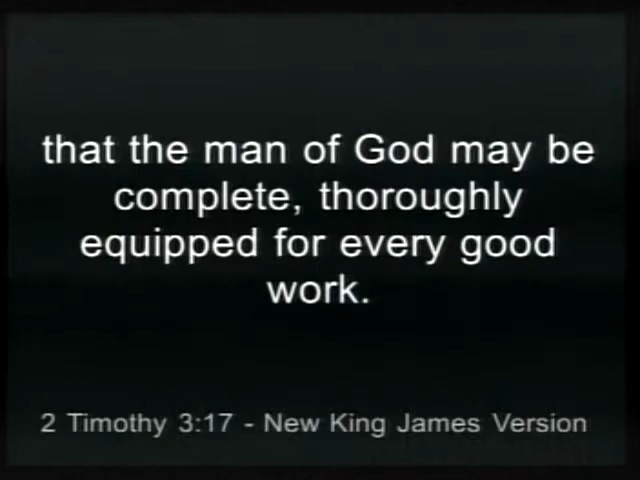 that the man of God may be
complete, thoroughly
equipped for every good
work.
2 Timothy 3:17 - New King James Version